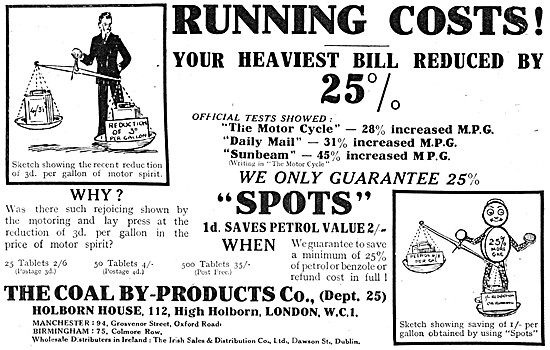 RUNNING COSTS!
YOUR HEAVIEST BILL REDUCED BY
25%
OFFICIAL TESTS SHOWED:
"The Motor Cycle" — 28% increased M.P.G.
"Daily Mail" — 31% increased M.P.G.
"Sunbeam" — 45% increased M P.G.
(Writing in "The Motor Cycle"
WE ONLY GUARANTEE 25%
REDUCTION
OF 3D
PER GALLON
Sketch showing the recent reduction
of 3d. per gallon of motor spirit.
WHY?
Was there such rejoicing shown by
the motoring and lay press at the
reduction of 3d. per gallon in the
price of motor spirit?
25 Tablets 2/6
(Postage 3d.)
50 Tablets 4/-
(Postage 4d.)
500 Tablets 35/-
(Post Free.)
"SPOTS"
1d. SAVES PETROL VALUE 2/-
WHEN
We guarantee to save
a minimum of 25%
of petrol or benzole or
refund cost in full!
25%
MORE
Sketch showing saving of 1/- per
gallon obtained by using "Spots"
THE COAL BY-PRODUCTS Co., (Dept. 25)
HOLBORN HOUSE, 112, High Holborn, LONDON, W.C.1.
MANCHESTER: 94, Grosvenor Street, Oxford Road:
BIRMINGHAM: 75, Colmore Row,
Wholesale Distributers in Ireland: The Irish Sales & Distribution Co., Ltd., Dawson St., Dublin.